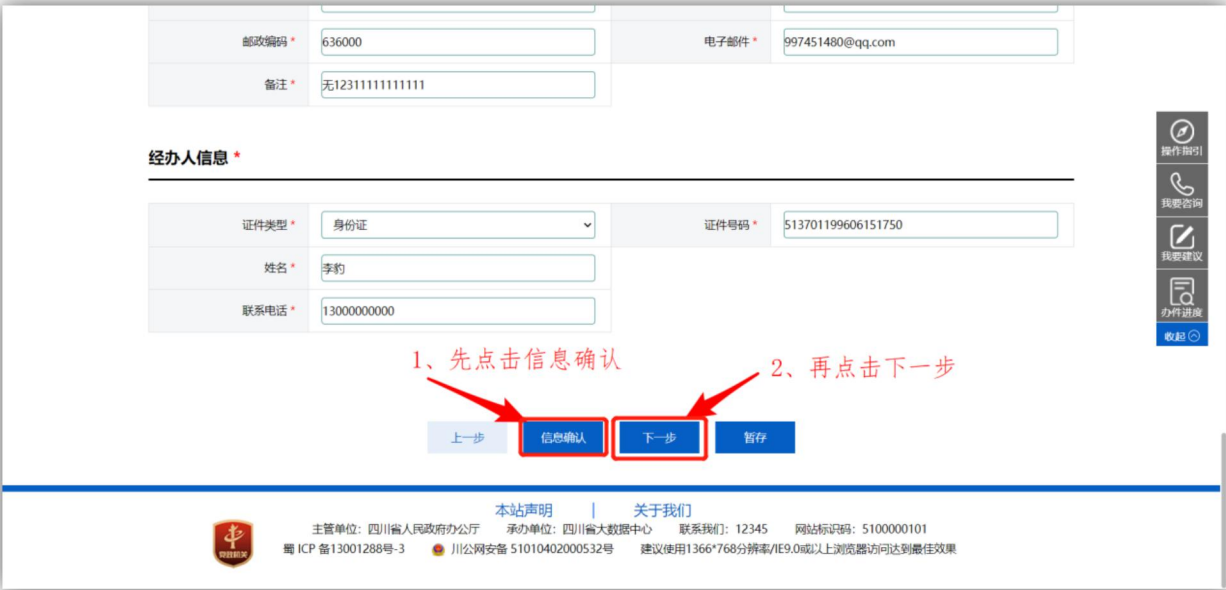 邮政编码 * 636000 电子邮件 * 997451480@qq.com
备注 * 无12311111111111
经办人信息 *
证件类型 * 身份证 证件号码 * 513701199606151750
姓名 * 李豹
联系电话 * 13000000000
1、先点击信息确认
2、再点击下一步
上一步 信息确认 下一步 暂存
本站声明 | 关于我们
主管单位：四川省人民政府办公厅 承办单位：四川省大数据中心 联系我们：12345 网站标识码：5100000101
蜀 ICP 备13001288号-3 川公网安备 51010402000532号 建议使用1366*768分辨率/IE9.0或以上浏览器访问达到最佳效果
党政机关
操作指引
我要咨询
我要建议
办件进度
收起